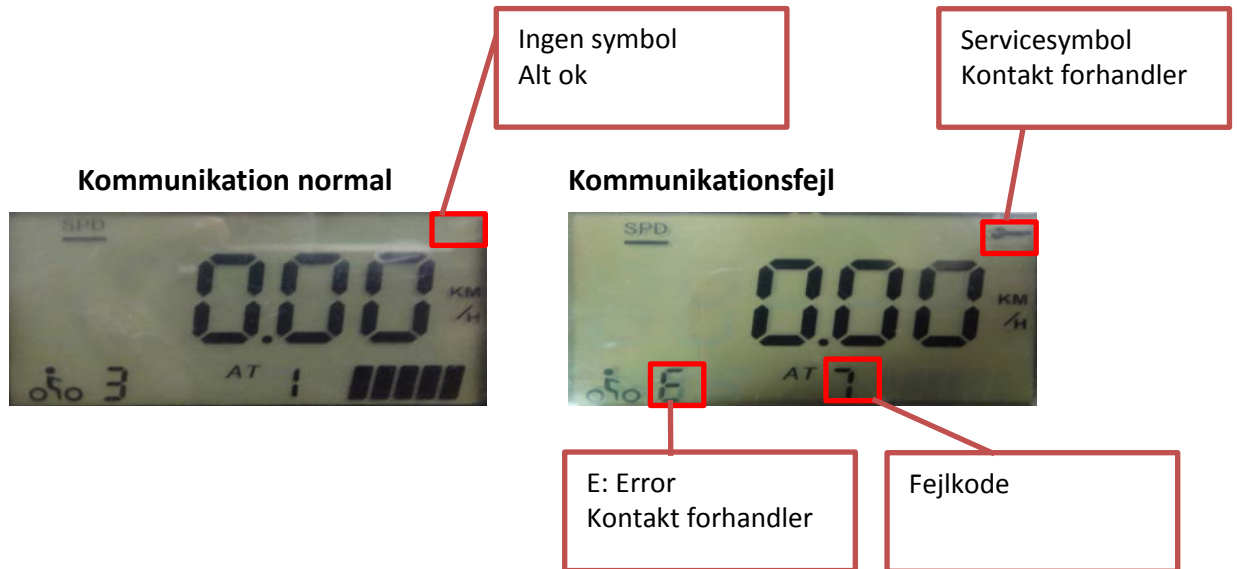 Ingen symbol
Alt ok
Servicesymbol
Kontakt forhandler
Kommunikation normal
Kommunikationsfejl
SPD
0.00
KM
/H
3
AT 1
SPD
0.00
KM
/H
E
AT 7
E: Error
Kontakt forhandler
Fejlkode